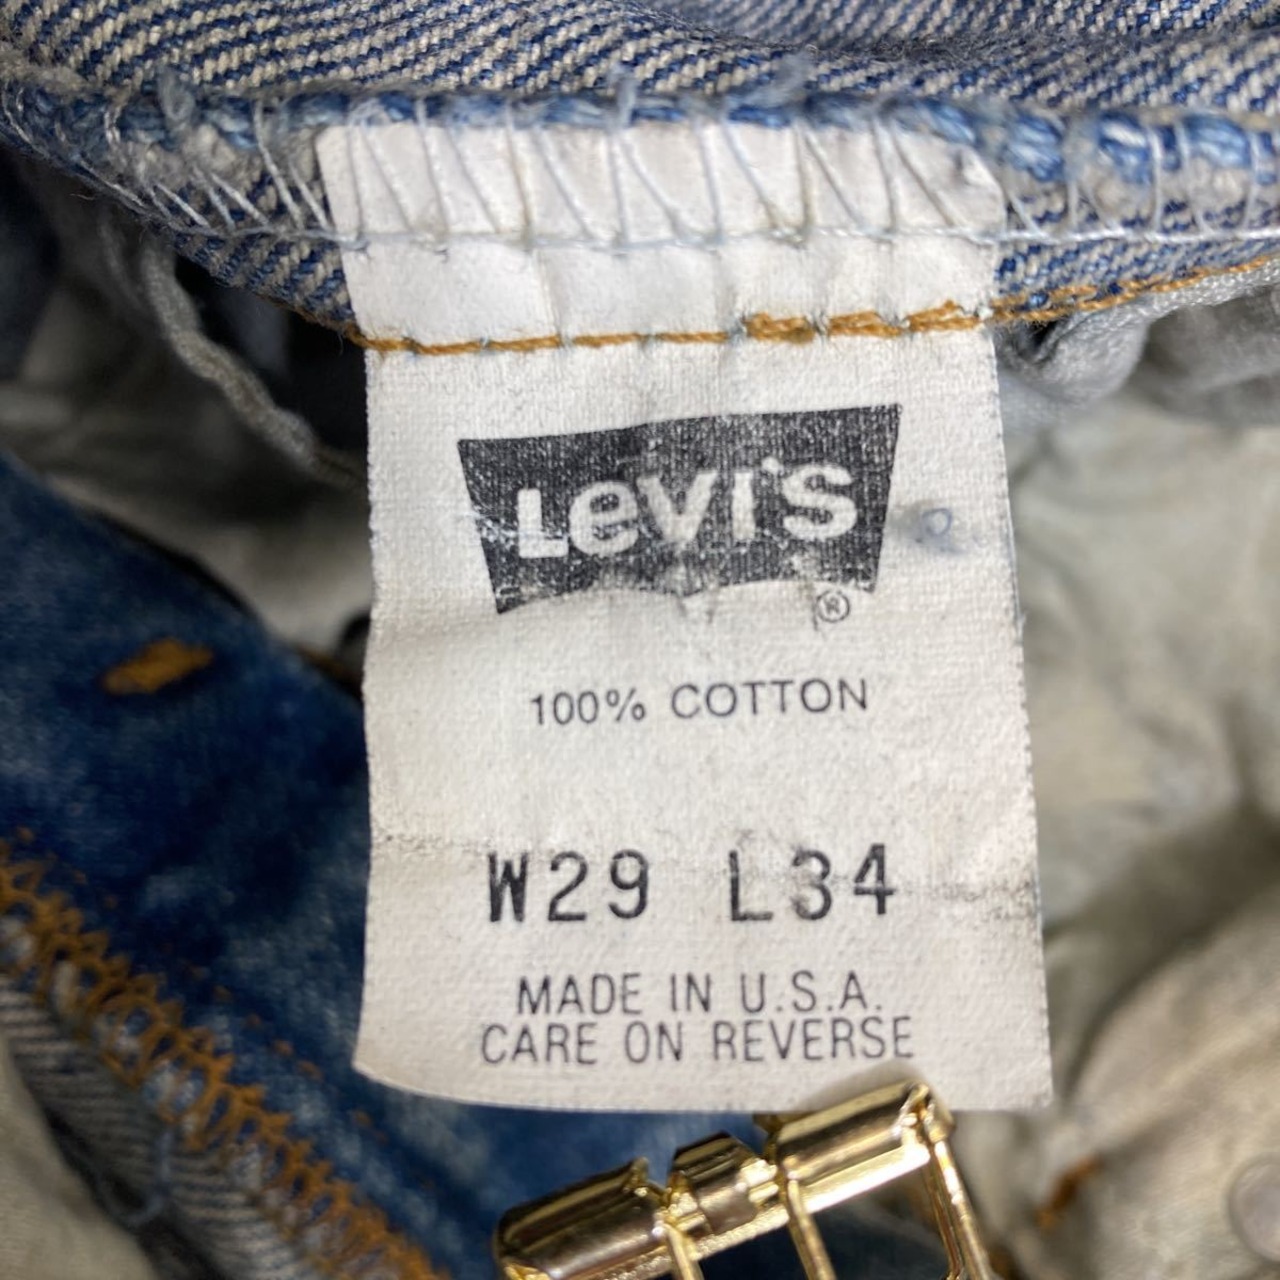 LEVI'S
®
100% COTTON
W29 L34
MADE IN U.S.A.
CARE ON REVERSE